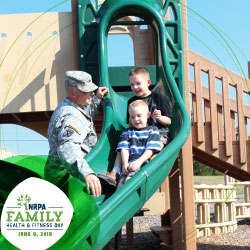 NRPA
FAMILY
HEALTH & FITNESS DAY
JUNE 9, 2018